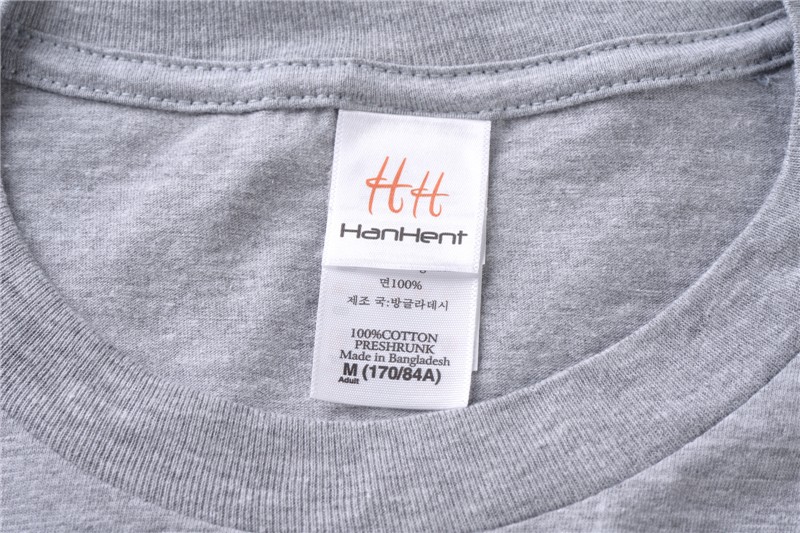 HH
HanHent
면100%
제조 국:방글라데시
100%COTTON
PRESHRUNK
Made in Bangladesh
M (170/84A)
Adult